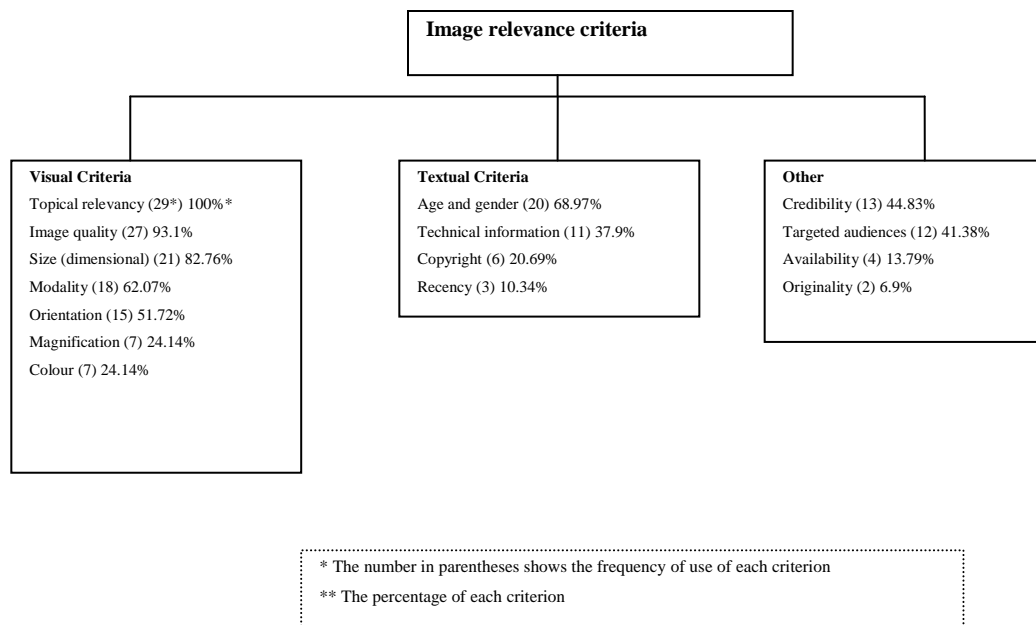 Image relevance criteria
Visual Criteria
Topical relevancy (29*) 100%*
Image quality (27) 93.1%
Size (dimensional) (21) 82.76%
Modality (18) 62.07%
Orientation (15) 51.72%
Magnification (7) 24.14%
Colour (7) 24.14%
Textual Criteria
Age and gender (20) 68.97%
Technical information (11) 37.9%
Copyright (6) 20.69%
Recency (3) 10.34%
Other
Credibility (13) 44.83%
Targeted audiences (12) 41.38%
Availability (4) 13.79%
Originality (2) 6.9%
* The number in parentheses shows the frequency of use of each criterion
** The percentage of each criterion